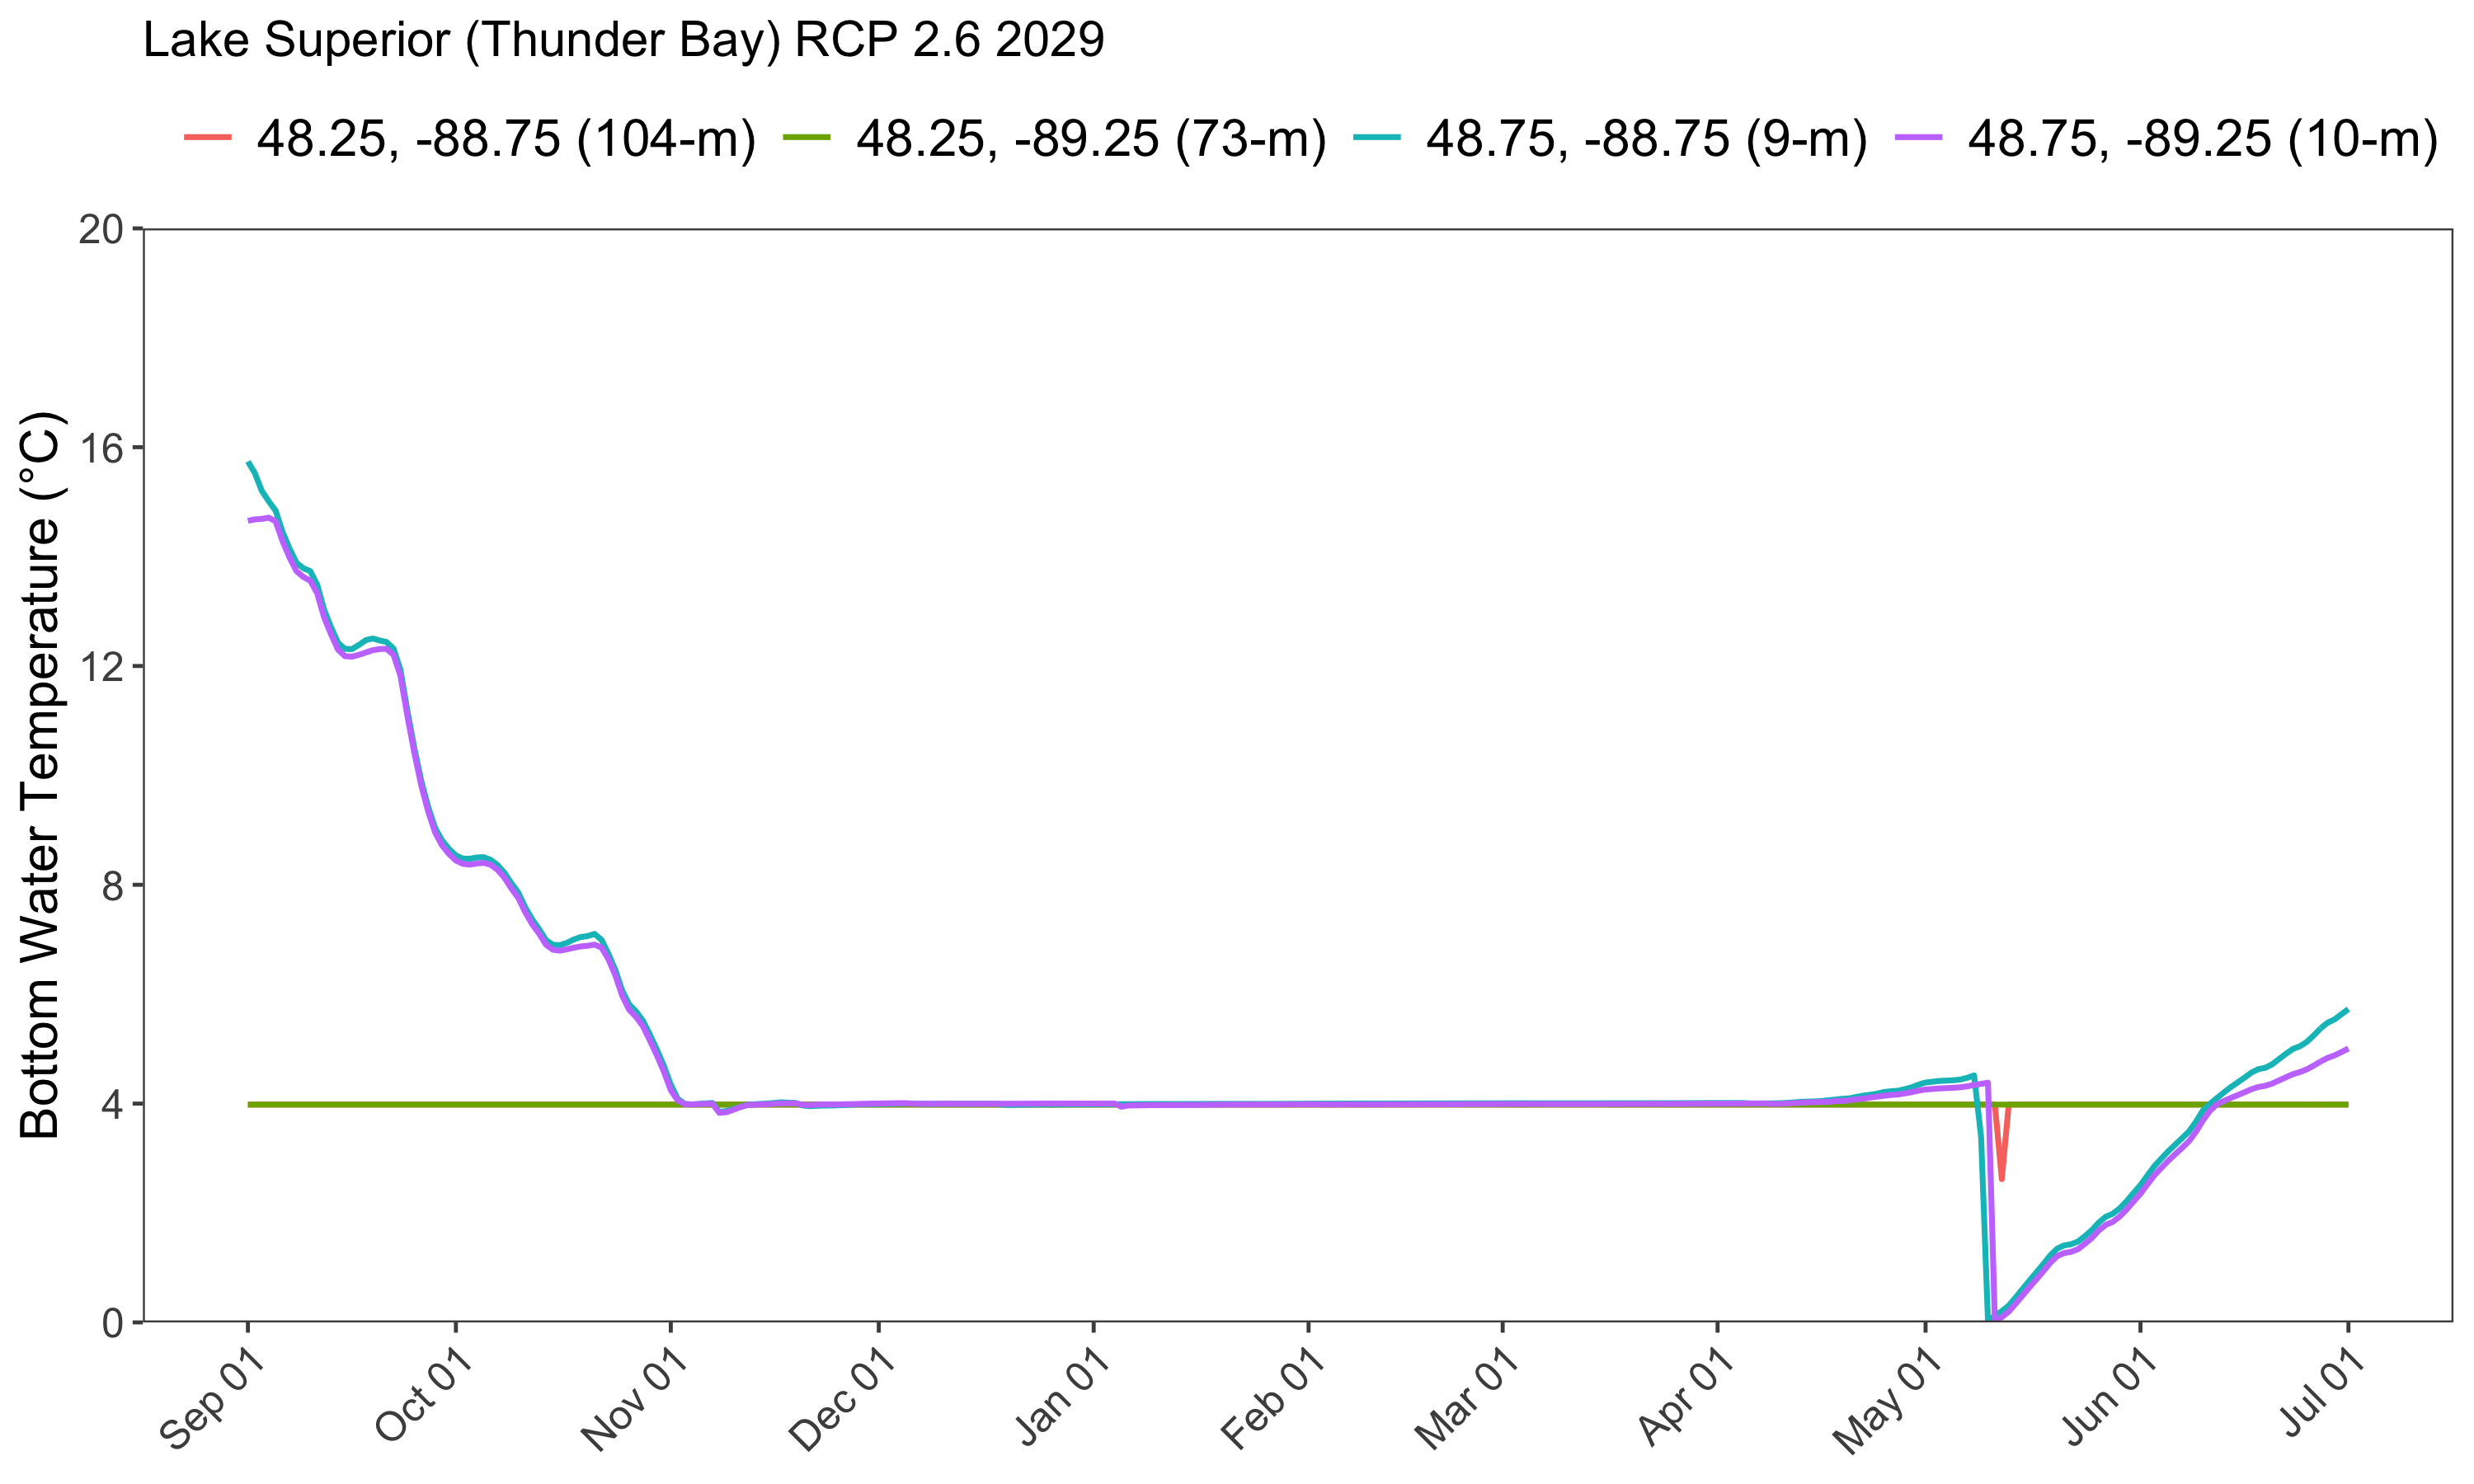 Lake Superior (Thunder Bay) RCP 2.6 2029
48.25, -88.75 (104-m) 48.25, -89.25 (73-m) 48.75, -88.75 (9-m) 48.75, -89.25 (10-m)
Bottom Water Temperature (°C)
20
16
12
8
4
0
Sep 01 Oct 01 Nov 01 Dec 01 Jan 01 Feb 01 Mar 01 Apr 01 May 01 Jun 01 Jul 01